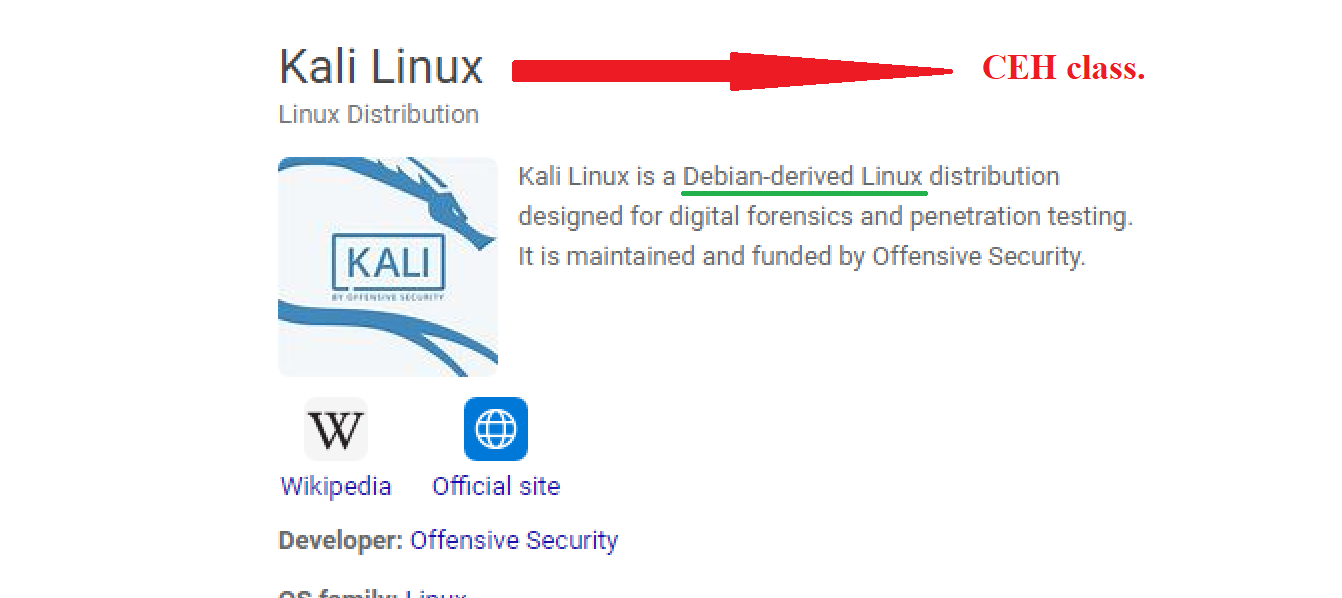 Kali Linux CEH class.
Linux Distribution
Kali Linux is a Debian-derived Linux distribution
designed for digital forensics and penetration testing.
It is maintained and funded by Offensive Security.
KALI
BY OFFENSIVE SECURITY
W
Wikipedia Official site
Developer: Offensive Security
OS family: Linux